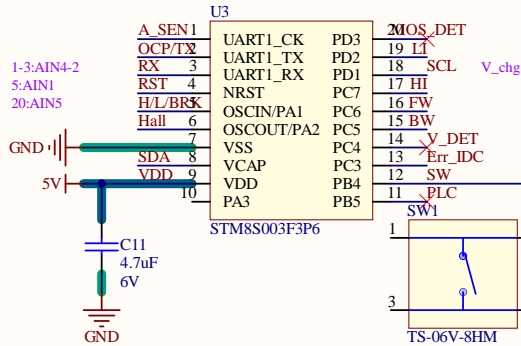 U3
A_SEN 1 UART1_CK PD3 20 MOS_DET
OCP/TX 2 UART1_TX PD2 19 LI
RX 3 UART1_RX PD1 18 SCL
RST 4 NRST PC7 17 HI
H/L/BRK 5 OSCIN/PA1 PC6 16 FW
Hall 6 OSCOUT/PA2 PC5 15 BW
GND 7 VSS PC4 14 V_DET
SDA 8 VCAP PC3 13 Err_IDC
5V VDD 9 VDD PB4 12 SW
10 PA3 PB5 11 PLC
STM8S003F3P6
1-3:AIN4-2
5:AIN1
20:AIN5
V_chg
C11
4.7uF
6V
GND
SW1
1
3
TS-06V-8HM